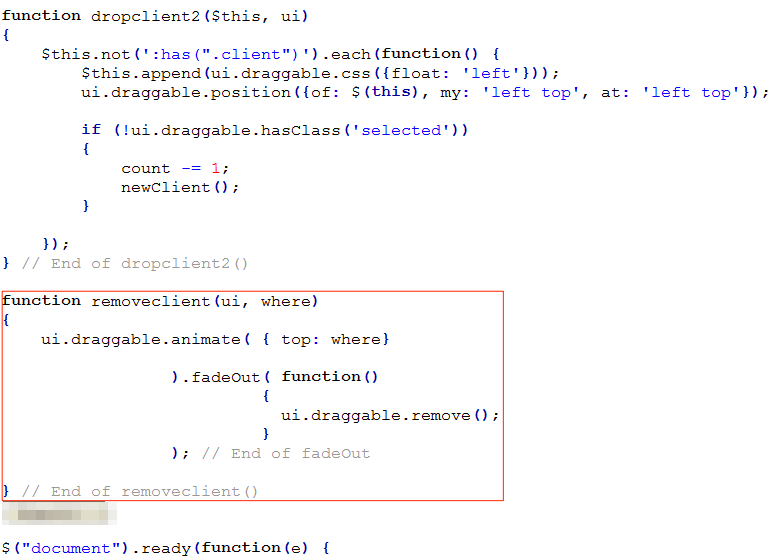 function dropclient2($this, ui)
{
    $this.not(':has(".client")').each(function() {
        $this.append(ui.draggable.css({float: 'left'}));
        ui.draggable.position({of: $(this), my: 'left top', at: 'left top'});
        if (!ui.draggable.hasClass('selected'))
        {
            count -= 1;
            newClient();
        }
    });
} // End of dropclient2()
function removeclient(ui, where)
{
    ui.draggable.animate( { top: where}
                 ).fadeOut( function()
                          {
                            ui.draggable.remove();
                          }
                 ); // End of fadeOut
} // End of removeclient()
$("document").ready(function(e) {